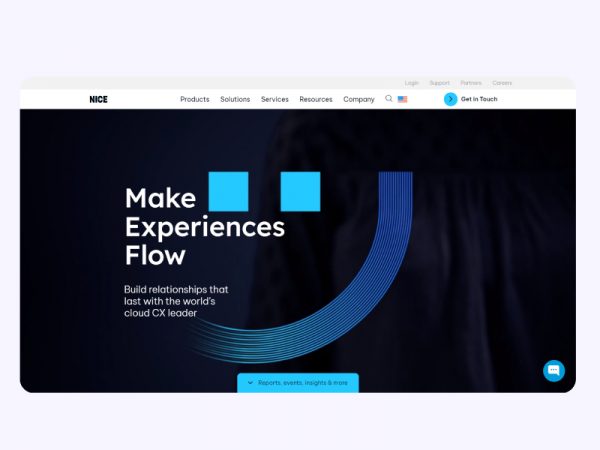 Login Support Partners Careers
NICE Products Solutions Services Resources Company Get in Touch
Make
Experiences
Flow
Build relationships that
last with the world's
cloud CX leader
Reports, events, insights & more